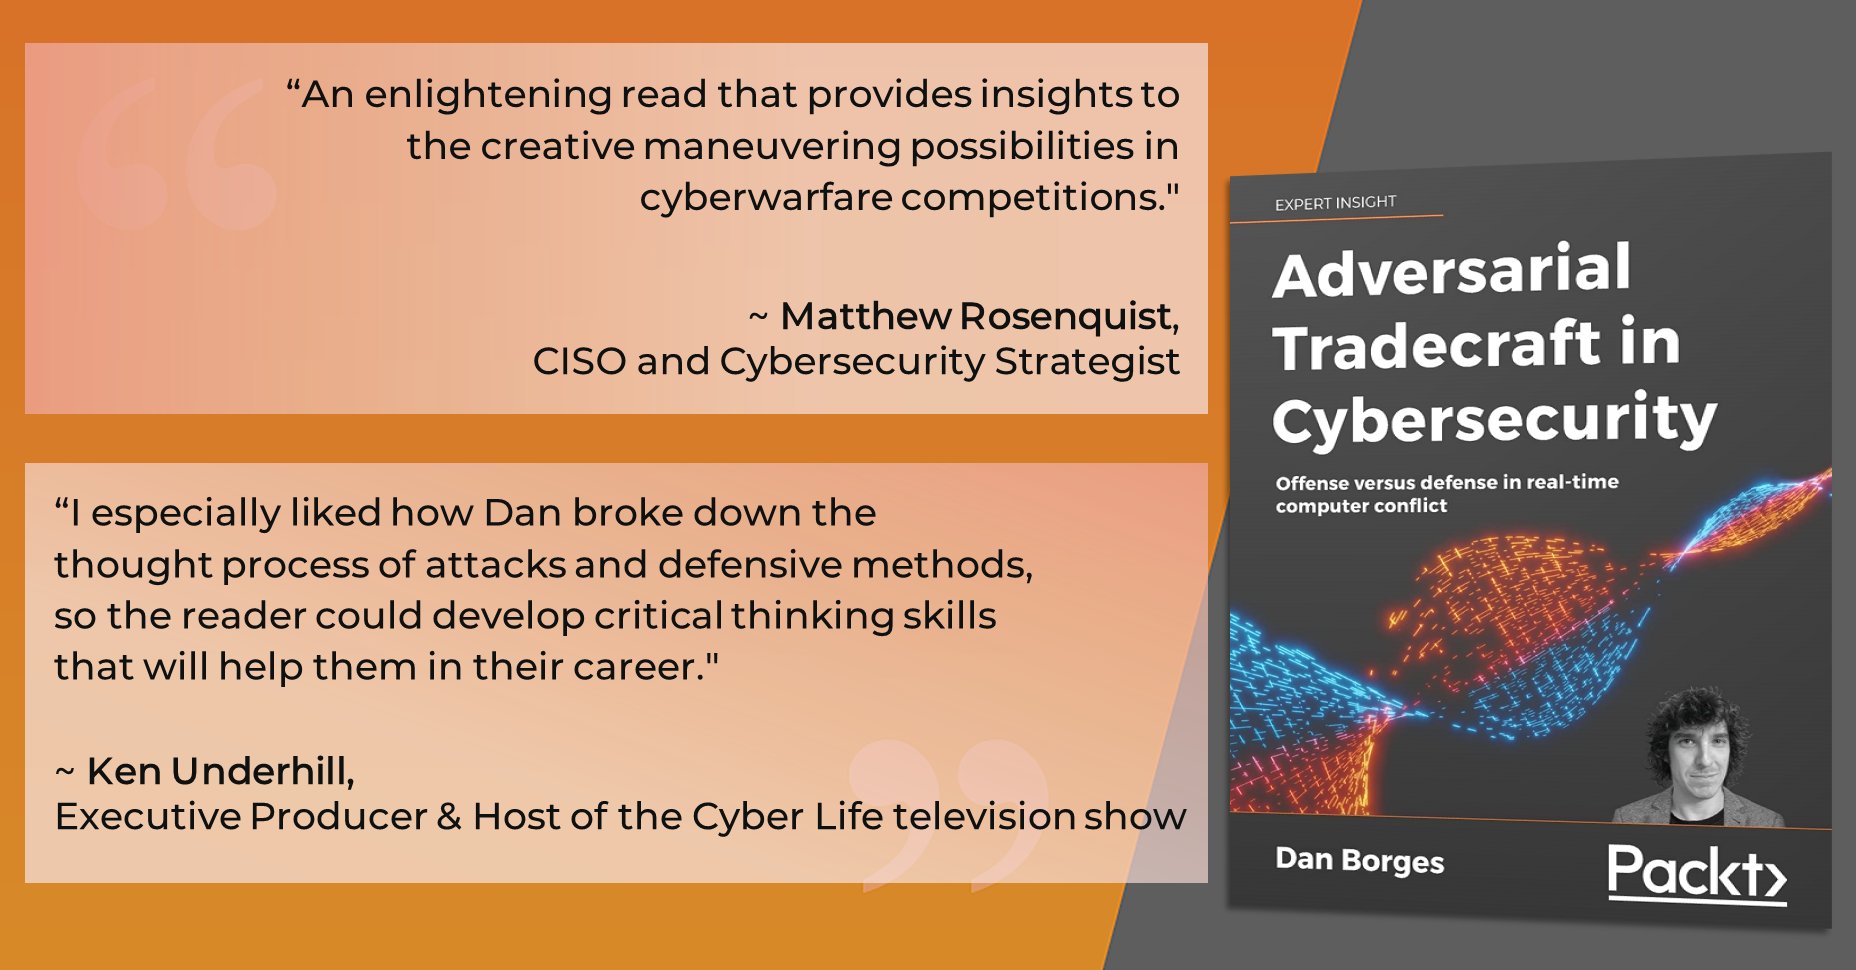 “An enlightening read that provides insights to
the creative maneuvering possibilities in
cyberwarfare competitions."
~ Matthew Rosenquist,
CISO and Cybersecurity Strategist
“I especially liked how Dan broke down the
thought process of attacks and defensive methods,
so the reader could develop critical thinking skills
that will help them in their career."
~ Ken Underhill,
Executive Producer & Host of the Cyber Life television show
EXPERT INSIGHT
Adversarial
Tradecraft in
Cybersecurity
Offense versus defense in real-time
computer conflict
Dan Borges
Packt>